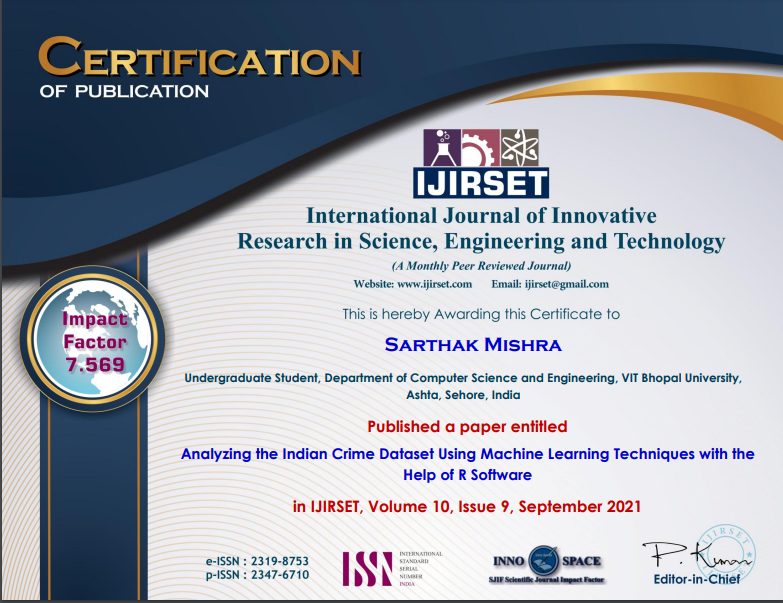 CERTIFICATION
OF PUBLICATION
IJIRSET
International Journal of Innovative
Research in Science, Engineering and Technology
(A Monthly Peer Reviewed Journal)
Website: www.ijirset.com Email: ijirset@gmail.com
This is hereby Awarding this Certificate to
SARTHAK MISHRA
Impact
Factor
7.569
Undergraduate Student, Department of Computer Science and Engineering, VIT Bhopal University,
Ashta, Sehore, India
Published a paper entitled
Analyzing the Indian Crime Dataset Using Machine Learning Techniques with the
Help of R Software
in IJIRSET, Volume 10, Issue 9, September 2021
e-ISSN : 2319-8753
p-ISSN : 2347-6710
ISSN
INTERNATIONAL
STANDARD
SERIAL
NUMBER
INDIA
INNO SPACE
SJIF Scientific Journal Impact Factor
P. Kumar
IJIRSET
Editor-in-Chief